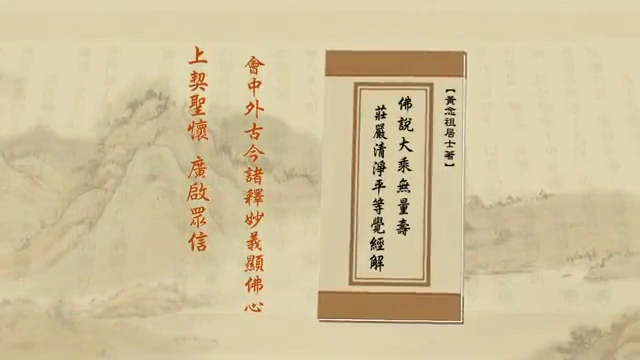 【黃念祖居士著】
佛說大乘無量壽
莊嚴清淨平等覺經解
會中外古今諸釋妙義顯佛心
上契聖懷 廣啟眾信